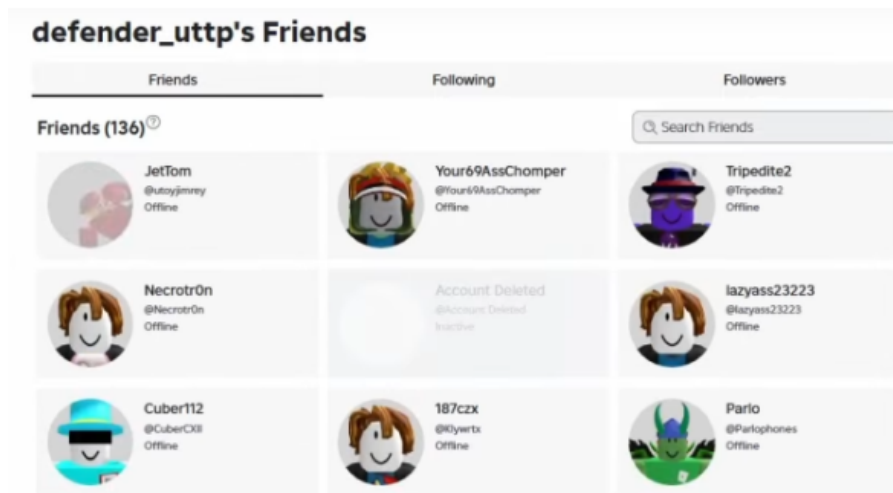 defender_uttp's Friends
Friends
Following
Followers
Friends (136)
Search Friends
JetTom
@utoyjimrey
Offline
Your69AssChomper
@Your69AssChomper
Offline
Tripedite2
@Tripedite2
Offline
Necrotr0n
@Necrotr0n
Offline
Account Deleted
@Account Deleted
Inactive
lazyass23223
@lazyass23223
Offline
Cuber112
@CuberCXII
Offline
187czx
@Klywrtx
Offline
Parlo
@Parlophones
Offline